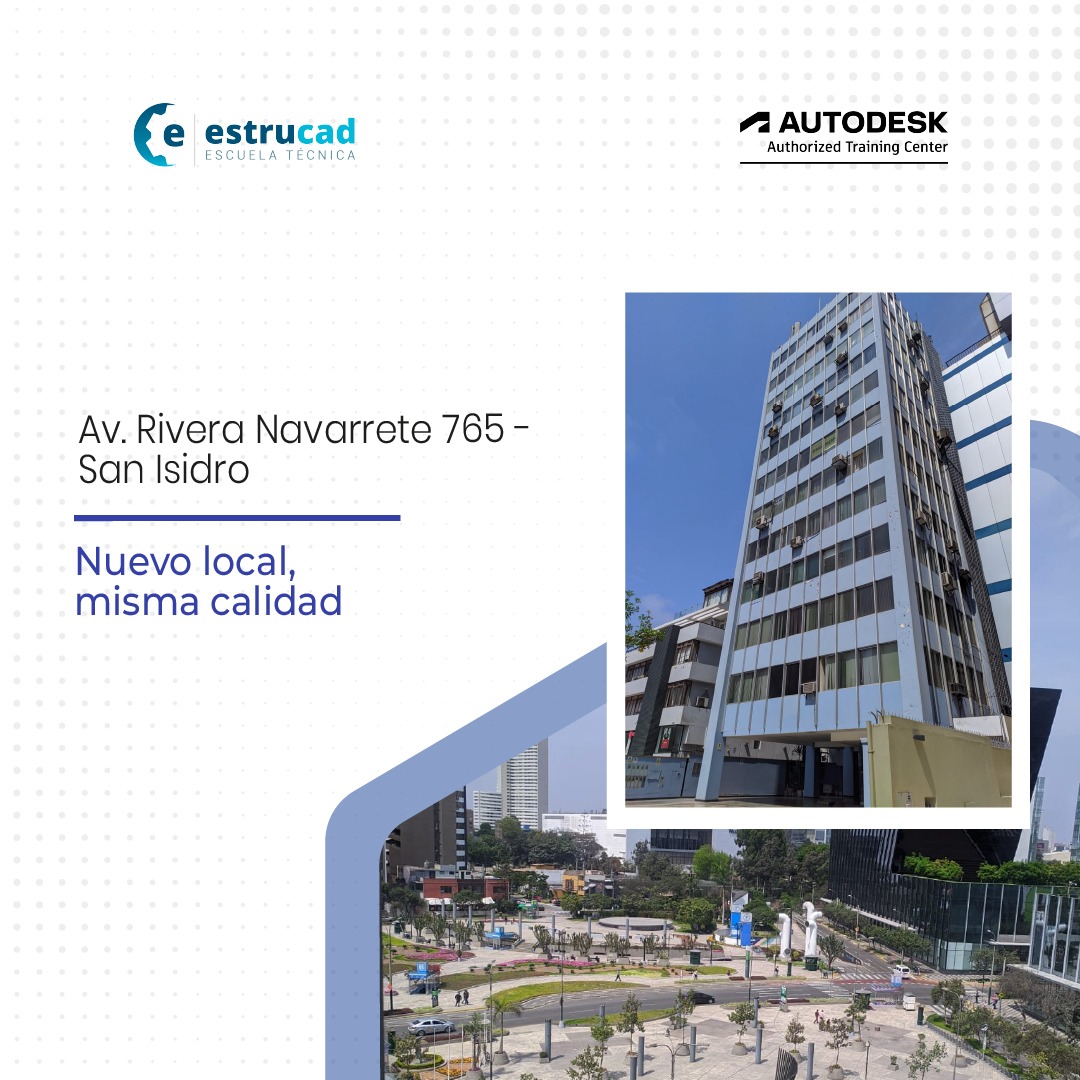 e estrucad
ESCUELA TÉCNICA
AUTODESK
Authorized Training Center
Av. Rivera Navarrete 765 -
San Isidro
Nuevo local,
misma calidad